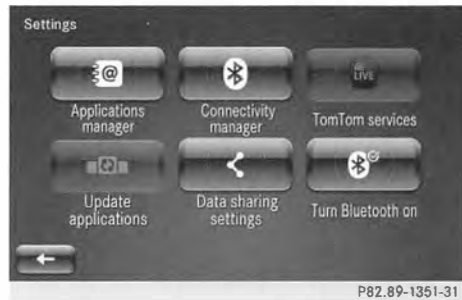 Settings
LIVE
Applications
manager
Connectivity
manager
TomTom services
Update
applications
Data sharing
settings
Turn Bluetooth on
P82.89-1351-31